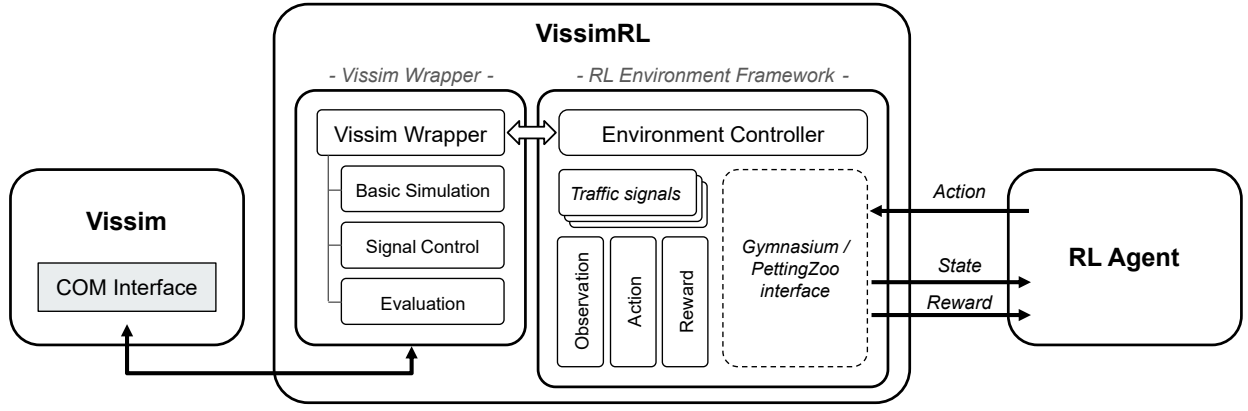 VissimRL
- Vissim Wrapper -
- RL Environment Framework -
Vissim Wrapper
Environment Controller
Basic Simulation
Signal Control
Evaluation
Traffic signals
Observation
Action
Reward
Gymnasium /
PettingZoo
interface
Vissim
COM Interface
Action
State
Reward
RL Agent